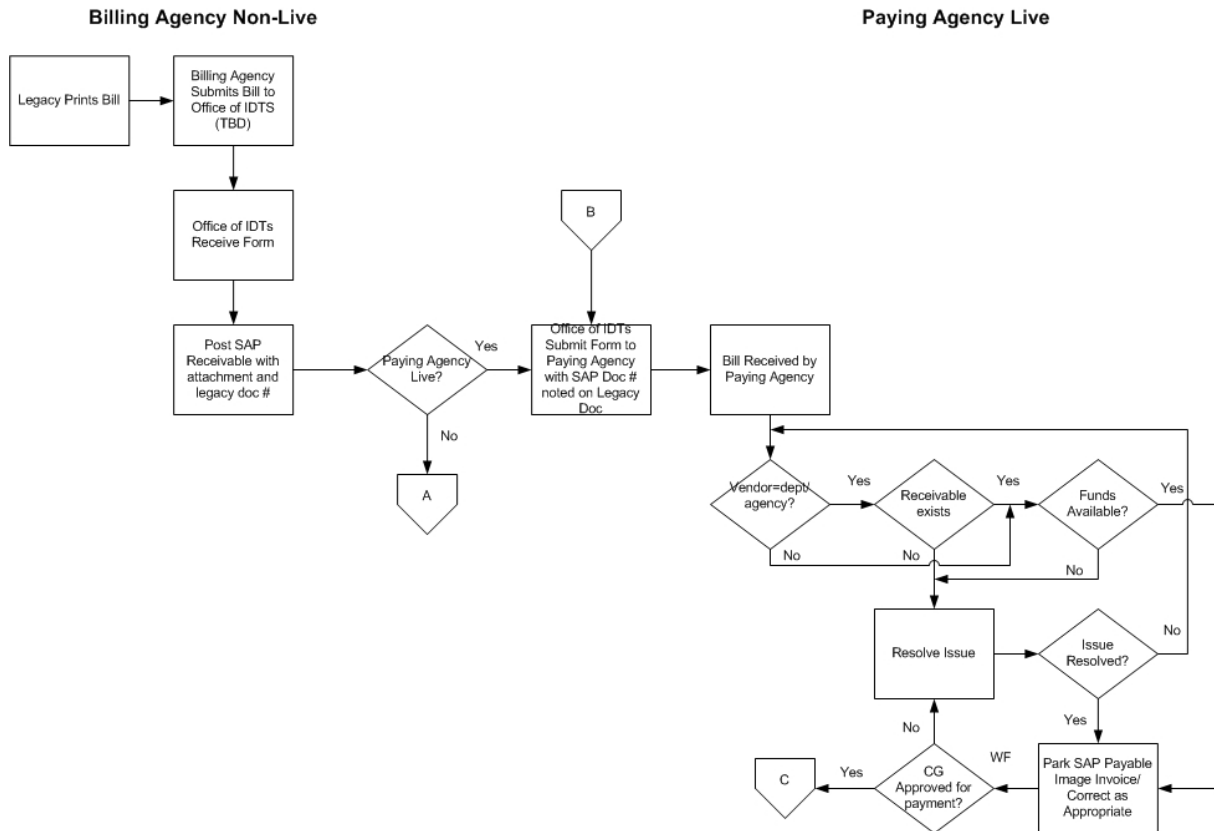 Billing Agency Non-Live
Paying Agency Live
Legacy Prints Bill
Billing Agency
Submits Bill to
Office of IDTS
(TBD)
Office of IDTs
Receive Form
B
Post SAP
Receivable with
attachment and
legacy doc #
Paying Agency
Live?
Yes
No
A
Office of IDTs
Submit Form to
Paying Agency
with SAP Doc #
noted on Legacy
Doc
Bill Received by
Paying Agency
Vendor=dept/
agency?
Yes
No
Receivable
exists
Yes
No
Funds
Available?
Yes
No
Resolve Issue
Issue
Resolved?
No
Yes
No
C
Yes
CG
Approved for
payment?
WF
Park SAP Payable
Image Invoice/
Correct as
Appropriate